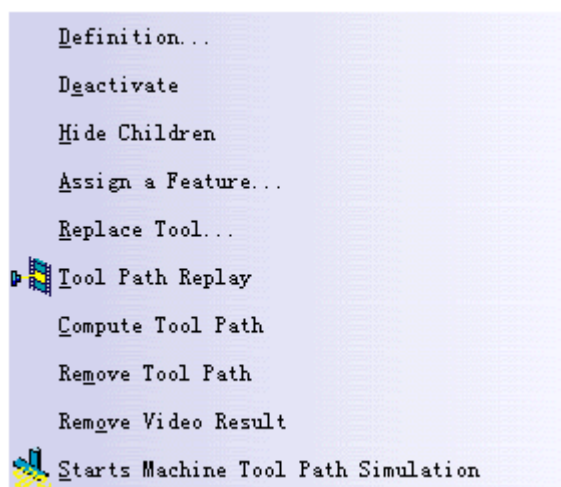 Definition...
Deactivate
Hide Children
Assign a Feature...
Replace Tool...
Tool Path Replay
Compute Tool Path
Remove Tool Path
Remove Video Result
Starts Machine Tool Path Simulation